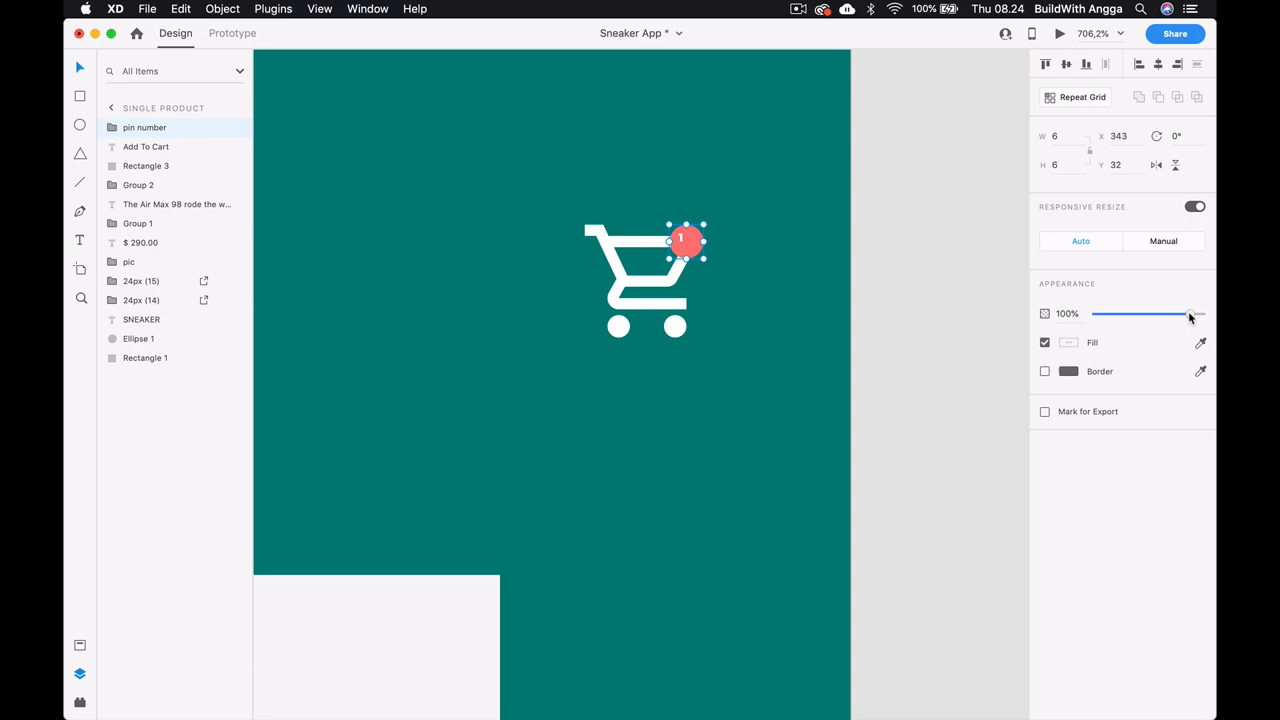 XD File Edit Object Plugins View Window Help 100% Thu 08.24 BuildWith Angga
Design Prototype Sneaker App * 706,2% Share
All Items
SINGLE PRODUCT
pin number
Add To Cart
Rectangle 3
Group 2
The Air Max 98 rode the w...
Group 1
$ 290.00
pic
24px (15)
24px (14)
SNEAKER
Ellipse 1
Rectangle 1
1
Repeat Grid
W 6 X 343 0°
H 6 Y 32
RESPONSIVE RESIZE
Auto Manual
APPEARANCE
100%
Fill
Border
Mark for Export